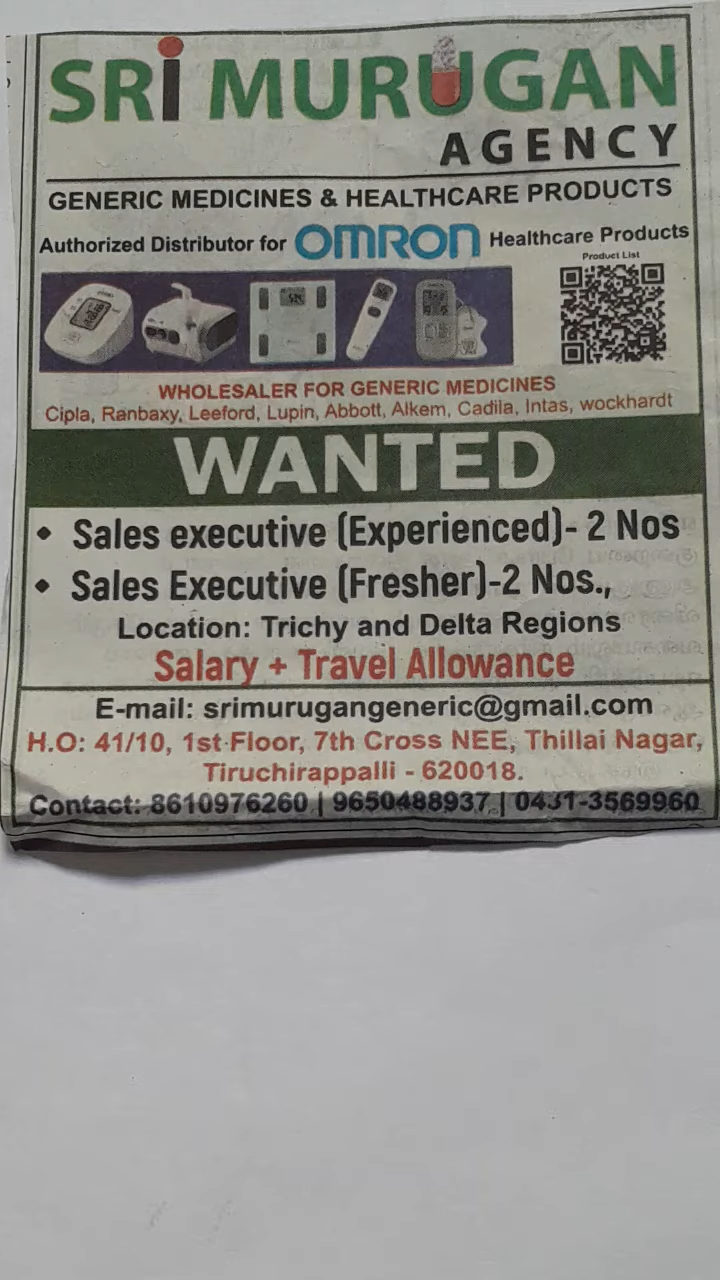 SRi MURUGAN
AGENCY
GENERIC MEDICINES & HEALTHCARE PRODUCTS
Authorized Distributor for OMRON Healthcare Products
Product List
WHOLESALER FOR GENERIC MEDICINES
Cipla, Ranbaxy, Leeford, Lupin, Abbott, Alkem, Cadila, Intas, wockhardt
WANTED
• Sales executive (Experienced)- 2 Nos
• Sales Executive (Fresher)-2 Nos.,
Location: Trichy and Delta Regions
Salary + Travel Allowance
E-mail: srimurugangeneric@gmail.com
H.O: 41/10, 1st Floor, 7th Cross NEE, Thillai Nagar,
Tiruchirappalli - 620018.
Contact: 8610976260 | 9650488937 | 0431-3569960